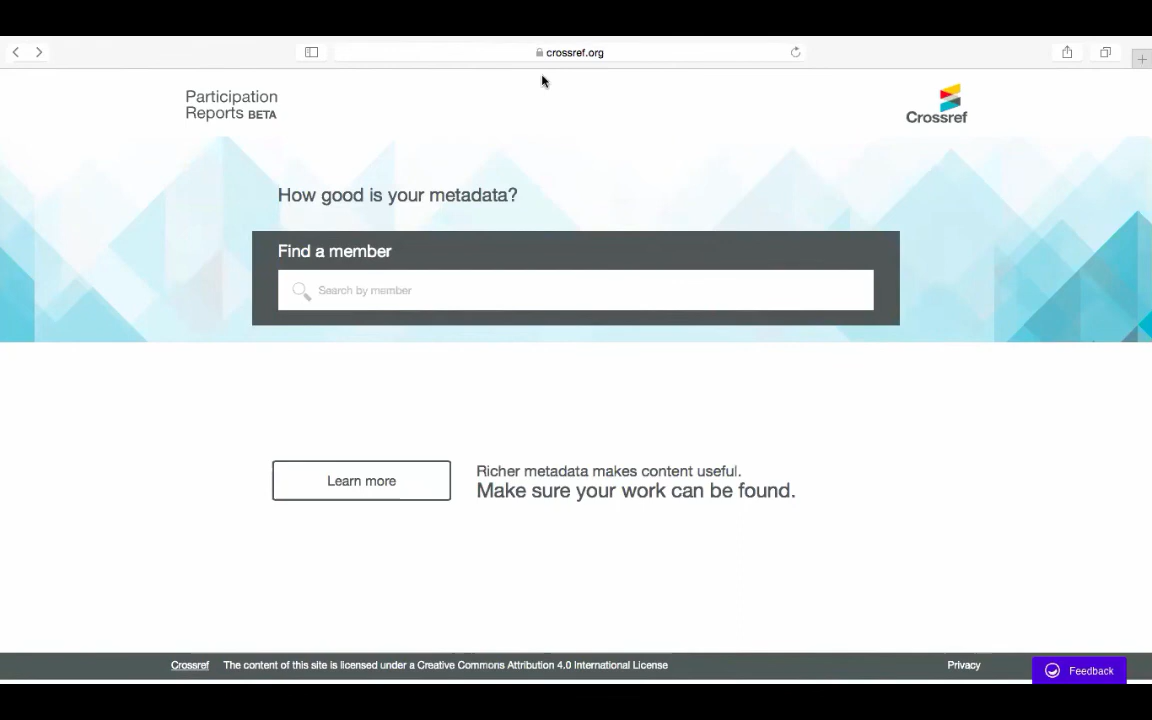 crossref.org
Participation
Reports BETA
Crossref
How good is your metadata?
Find a member
Search by member
Learn more
Richer metadata makes content useful.
Make sure your work can be found.
Crossref The content of this site is licensed under a Creative Commons Attribution 4.0 International License Privacy
Feedback